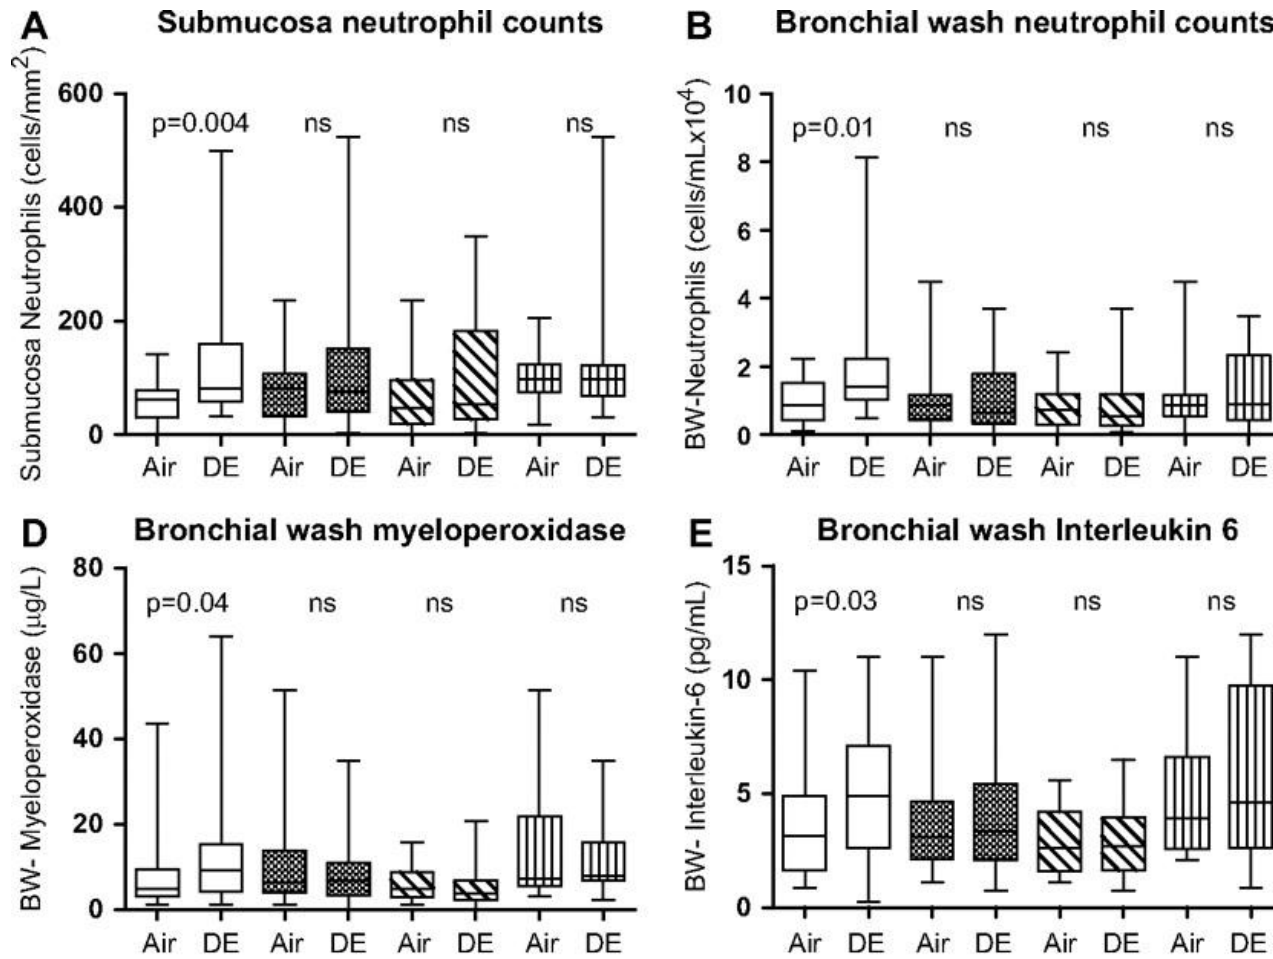 A Submucosa neutrophil counts
Submucosa Neutrophils (cells/mm²)
600
400
200
0
p=0.004 ns ns ns
Air DE Air DE Air DE Air DE
B Bronchial wash neutrophil counts
BW-Neutrophils (cells/mLx10⁴)
10
8
6
4
2
0
p=0.01 ns ns ns
Air DE Air DE Air DE Air DE
D Bronchial wash myeloperoxidase
BW- Myeloperoxidase (µg/L)
80
60
40
20
0
p=0.04 ns ns ns
Air DE Air DE Air DE Air DE
E Bronchial wash Interleukin 6
BW- Interleukin-6 (pg/mL)
15
10
5
0
p=0.03 ns ns ns
Air DE Air DE Air DE Air DE